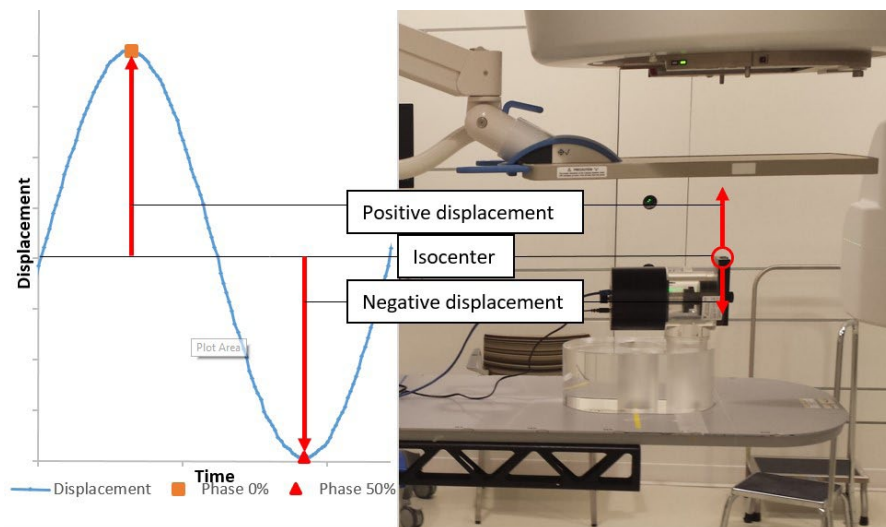 Displacement
Positive displacement
Isocenter
Negative displacement
Plot Area
Time
Displacement
Phase 0%
Phase 50%